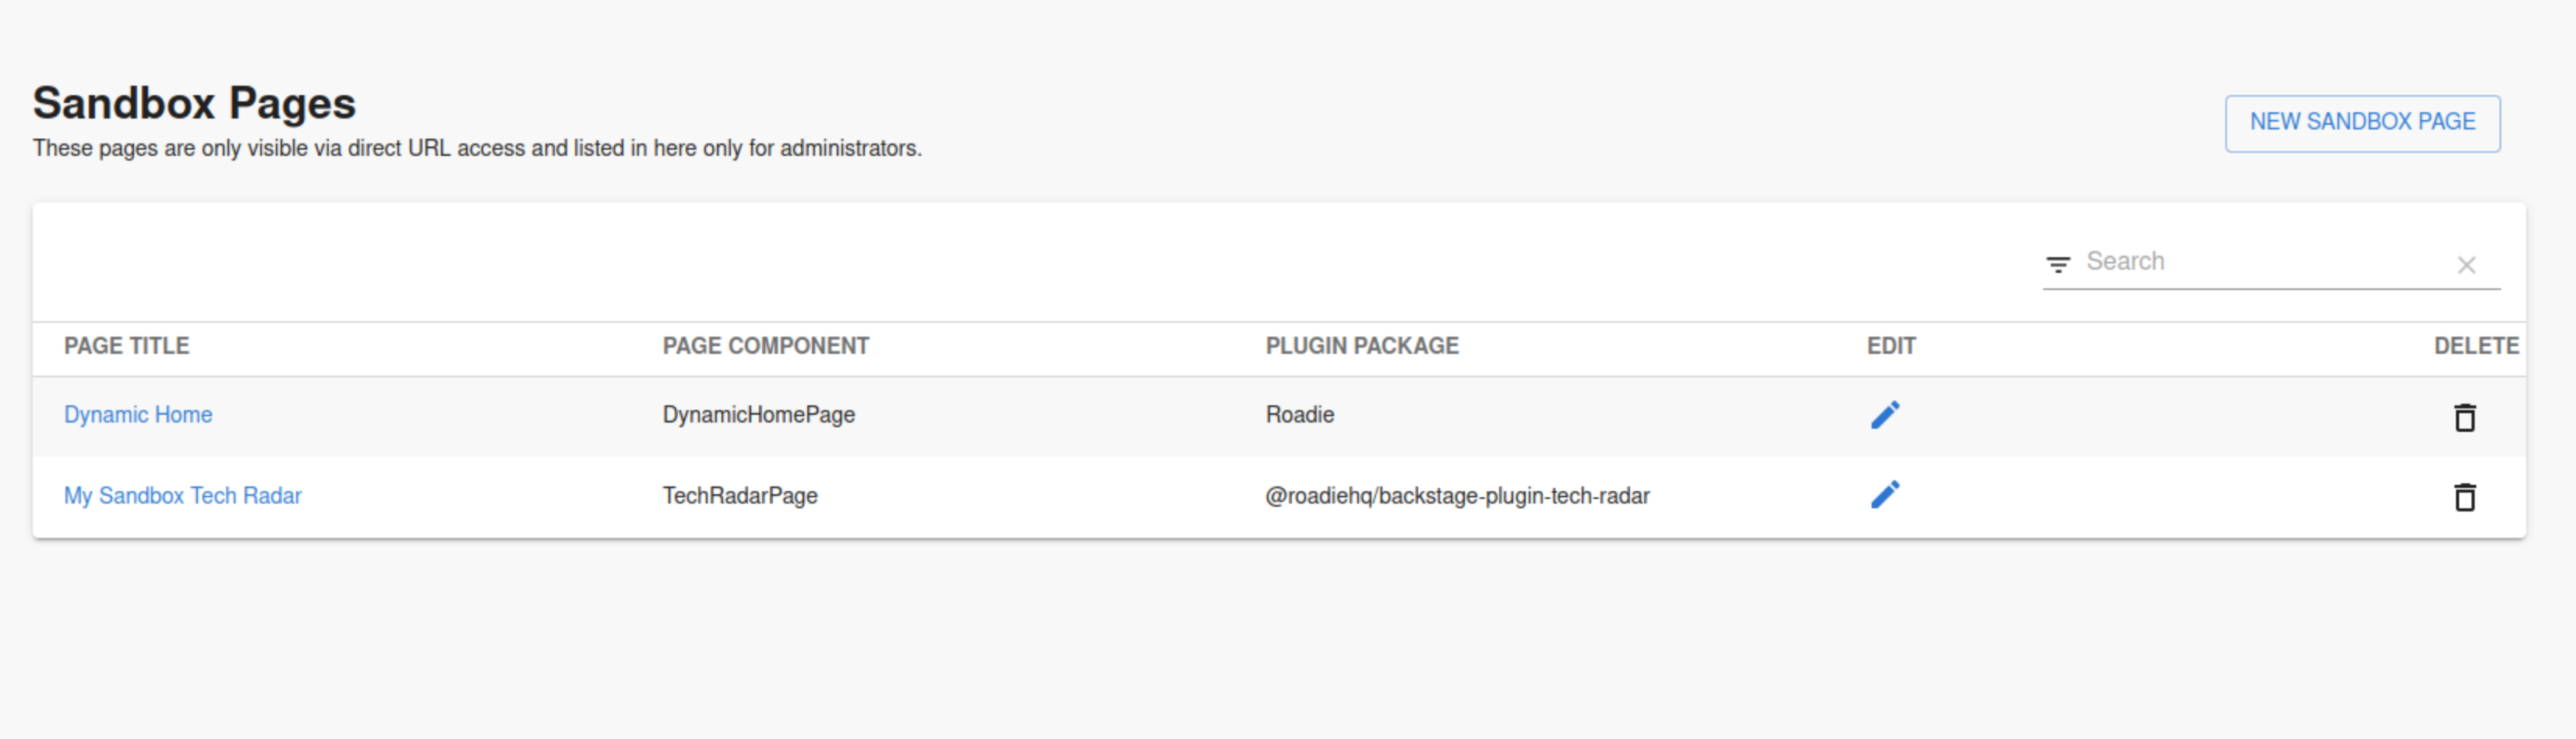 Sandbox Pages
These pages are only visible via direct URL access and listed in here only for administrators.
NEW SANDBOX PAGE
Search
PAGE TITLE PAGE COMPONENT PLUGIN PACKAGE EDIT DELETE
Dynamic Home DynamicHomePage Roadie
My Sandbox Tech Radar TechRadarPage @roadiehq/backstage-plugin-tech-radar